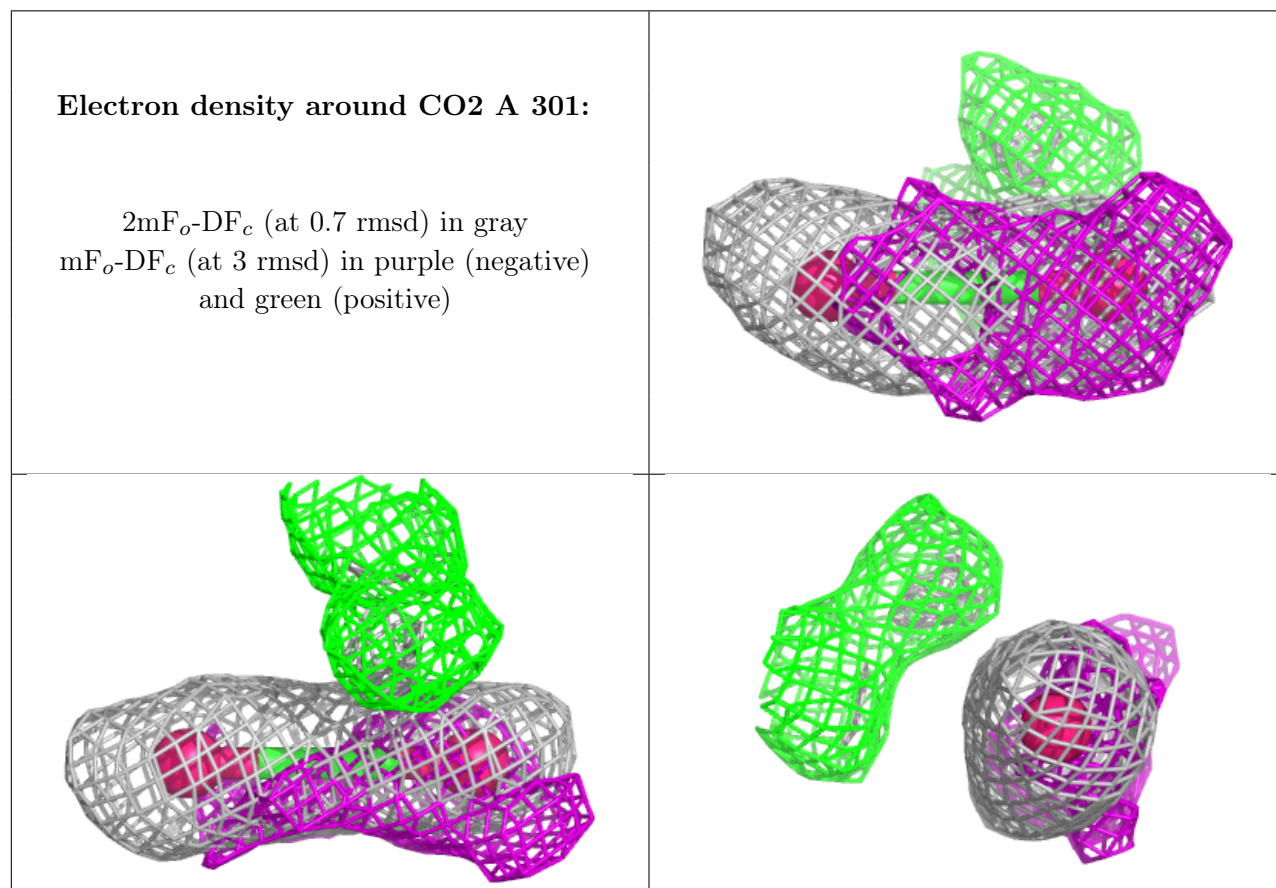 Electron density around CO2 A 301:
2mFo-DFc (at 0.7 rmsd) in gray
mFo-DFc (at 3 rmsd) in purple (negative)
and green (positive)